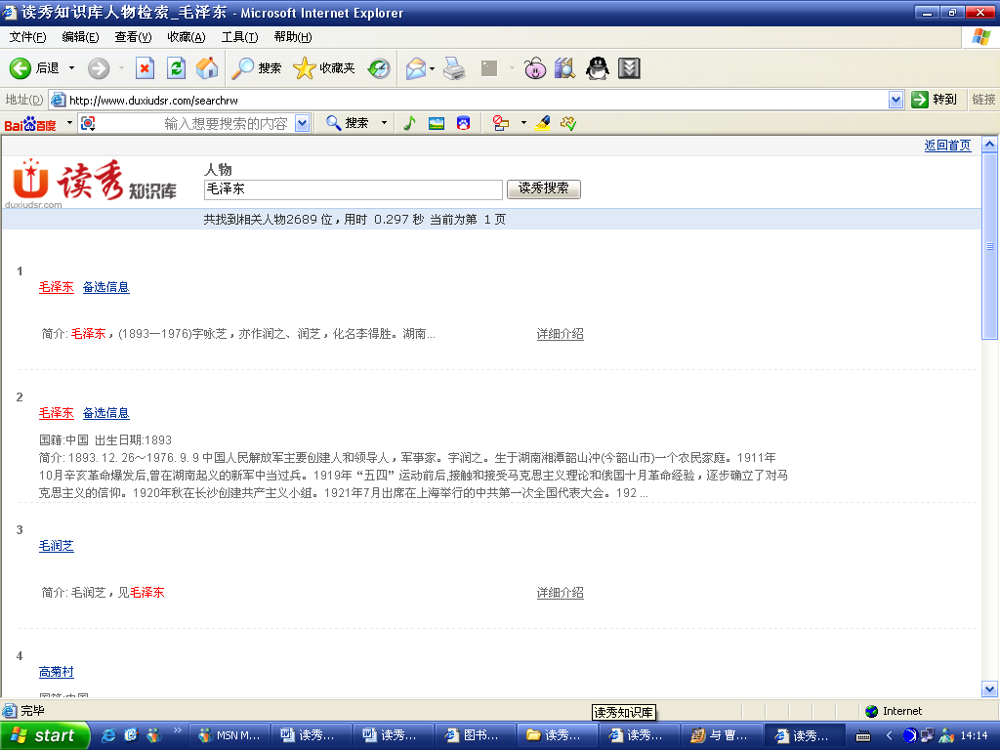 读秀知识库人物检索_毛泽东 - Microsoft Internet Explorer
文件(F) 编辑(E) 查看(V) 收藏(A) 工具(T) 帮助(H)
后退 搜索 收藏夹
地址(D) http://www.duxiudsr.com/searchrw 转到 链接
Bai百度 输入想要搜索的内容 搜索
返回首页
读秀知识库
duxiudsr.com
人物
毛泽东 读秀搜索
共找到相关人物2689 位，用时 0.297 秒 当前为第 1 页
1
毛泽东 备选信息
简介: 毛泽东，(1893—1976)字咏芝，亦作润之、润芝，化名李得胜。湖南... 详细介绍
2
毛泽东 备选信息
国籍:中国 出生日期:1893
简介: 1893. 12. 26～1976. 9. 9 中国人民解放军主要创建人和领导人，军事家。字润之。生于湖南湘潭韶山冲(今韶山市)一个农民家庭。1911年
10月辛亥革命爆发后,曾在湖南起义的新军中当过兵。1919年“五四”运动前后,接触和接受马克思主义理论和俄国十月革命经验，逐步确立了对马
克思主义的信仰。1920年秋在长沙创建共产主义小组。1921年7月出席在上海举行的中共第一次全国代表大会。192 ...
3
毛润芝
简介: 毛润芝，见毛泽东 详细介绍
4
高菊村
国籍:中国
完毕 读秀知识库 Internet
start MSN M... 读秀... 读秀... 图书... 读秀... 读秀... 与 曹... 读秀... 14:14